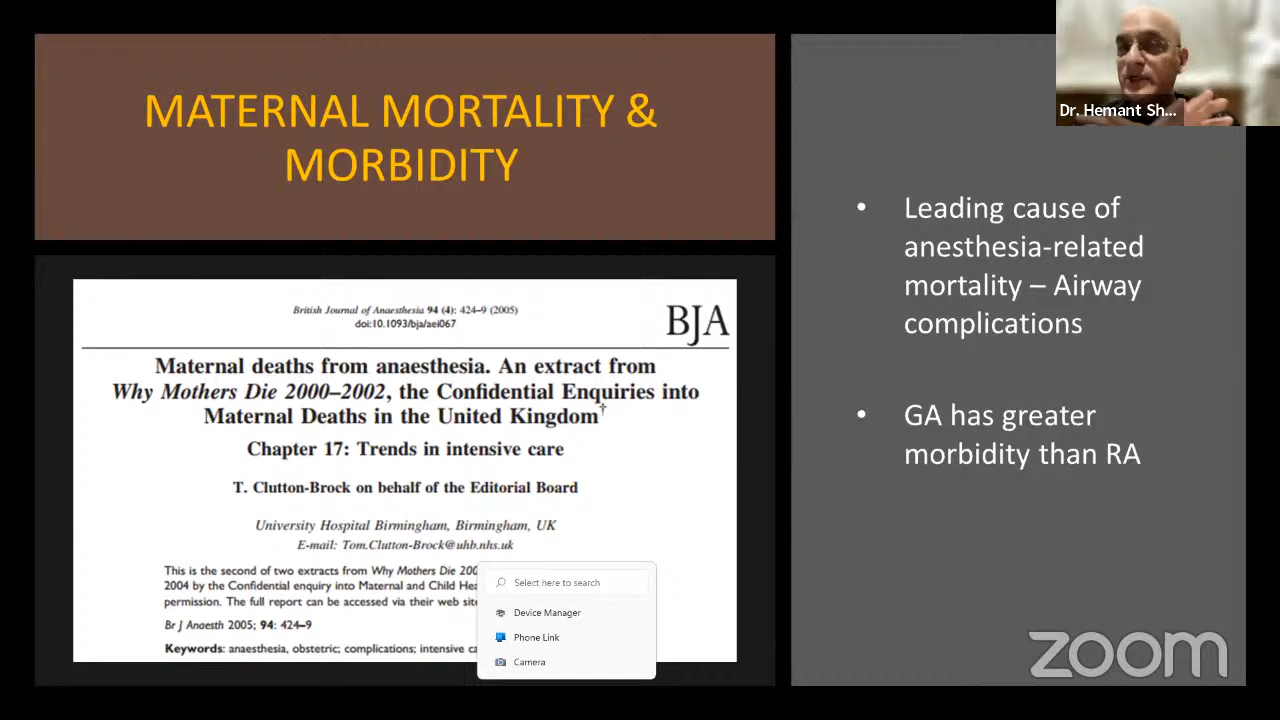 MATERNAL MORTALITY &
MORBIDITY
Dr. Hemant Sh...
British Journal of Anaesthesia 94 (4): 424–9 (2005)
doi:10.1093/bja/aei067
BJA
Maternal deaths from anaesthesia. An extract from
Why Mothers Die 2000–2002, the Confidential Enquiries into
Maternal Deaths in the United Kingdom†
Chapter 17: Trends in intensive care
T. Clutton-Brock on behalf of the Editorial Board
University Hospital Birmingham, Birmingham, UK
E-mail: Tom.Clutton-Brock@uhb.nhs.uk
This is the second of two extracts from Why Mothers Die 200
2004 by the Confidential enquiry into Maternal and Child Hea
permission. The full report can be accessed via their web site
Br J Anaesth 2005; 94: 424–9
Keywords: anaesthesia, obstetric; complications; intensive ca
Select here to search
Device Manager
Phone Link
Camera
• Leading cause of
anesthesia-related
mortality – Airway
complications
• GA has greater
morbidity than RA
zoom